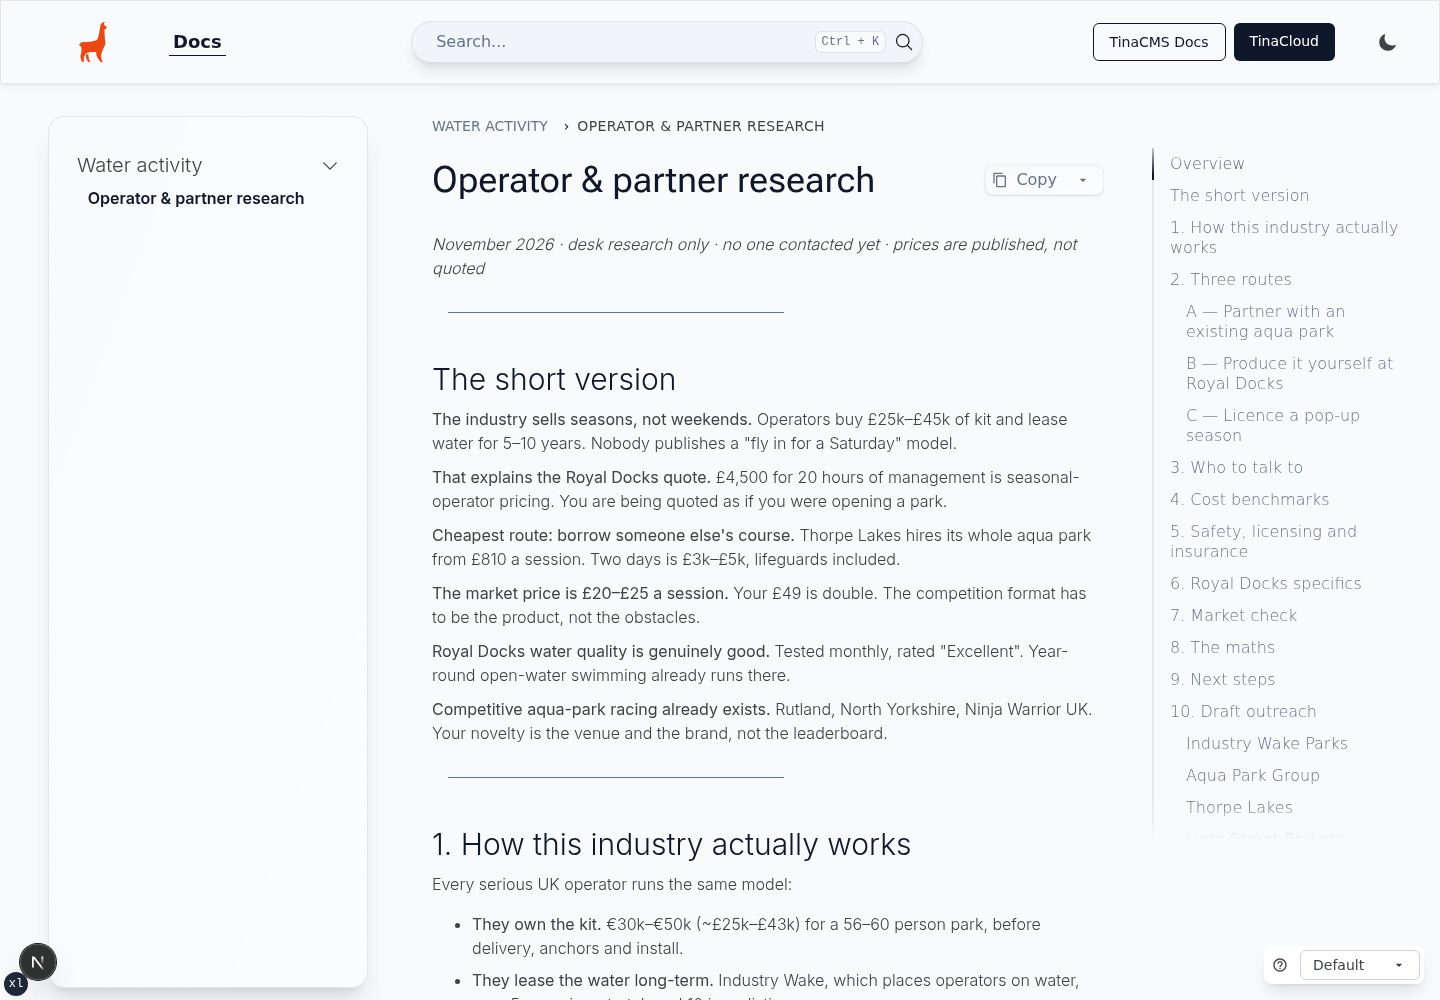 Docs
Search...
Ctrl + K
TinaCMS Docs
TinaCloud
Water activity
Operator & partner research
WATER ACTIVITY › OPERATOR & PARTNER RESEARCH
Operator & partner research
Copy
November 2026 · desk research only · no one contacted yet · prices are published, not
quoted
The short version
The industry sells seasons, not weekends. Operators buy £25k–£45k of kit and lease
water for 5–10 years. Nobody publishes a "fly in for a Saturday" model.
That explains the Royal Docks quote. £4,500 for 20 hours of management is seasonal-
operator pricing. You are being quoted as if you were opening a park.
Cheapest route: borrow someone else's course. Thorpe Lakes hires its whole aqua park
from £810 a session. Two days is £3k–£5k, lifeguards included.
The market price is £20–£25 a session. Your £49 is double. The competition format has
to be the product, not the obstacles.
Royal Docks water quality is genuinely good. Tested monthly, rated "Excellent". Year-
round open-water swimming already runs there.
Competitive aqua-park racing already exists. Rutland, North Yorkshire, Ninja Warrior UK.
Your novelty is the venue and the brand, not the leaderboard.
1. How this industry actually works
Every serious UK operator runs the same model:
• They own the kit. €30k–€50k (~£25k–£43k) for a 56–60 person park, before
delivery, anchors and install.
• They lease the water long-term. Industry Wake, which places operators on water,
Overview
The short version
1. How this industry actually
works
2. Three routes
A — Partner with an
existing aqua park
B — Produce it yourself at
Royal Docks
C — Licence a pop-up
season
3. Who to talk to
4. Cost benchmarks
5. Safety, licensing and
insurance
6. Royal Docks specifics
7. Market check
8. The maths
9. Next steps
10. Draft outreach
Industry Wake Parks
Aqua Park Group
Thorpe Lakes
N
xl
Default